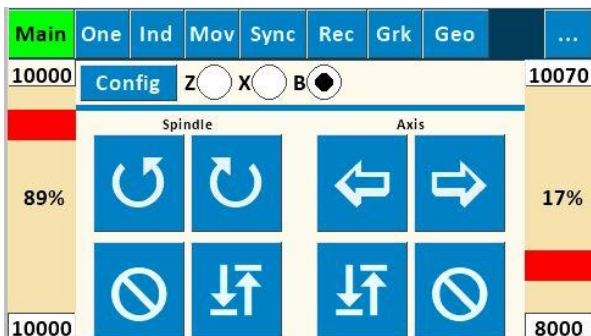 Main One Ind Mov Sync Rec Grk Geo ...
10000 Config Z X B 10070
Spindle Axis
89% 17%
10000 8000